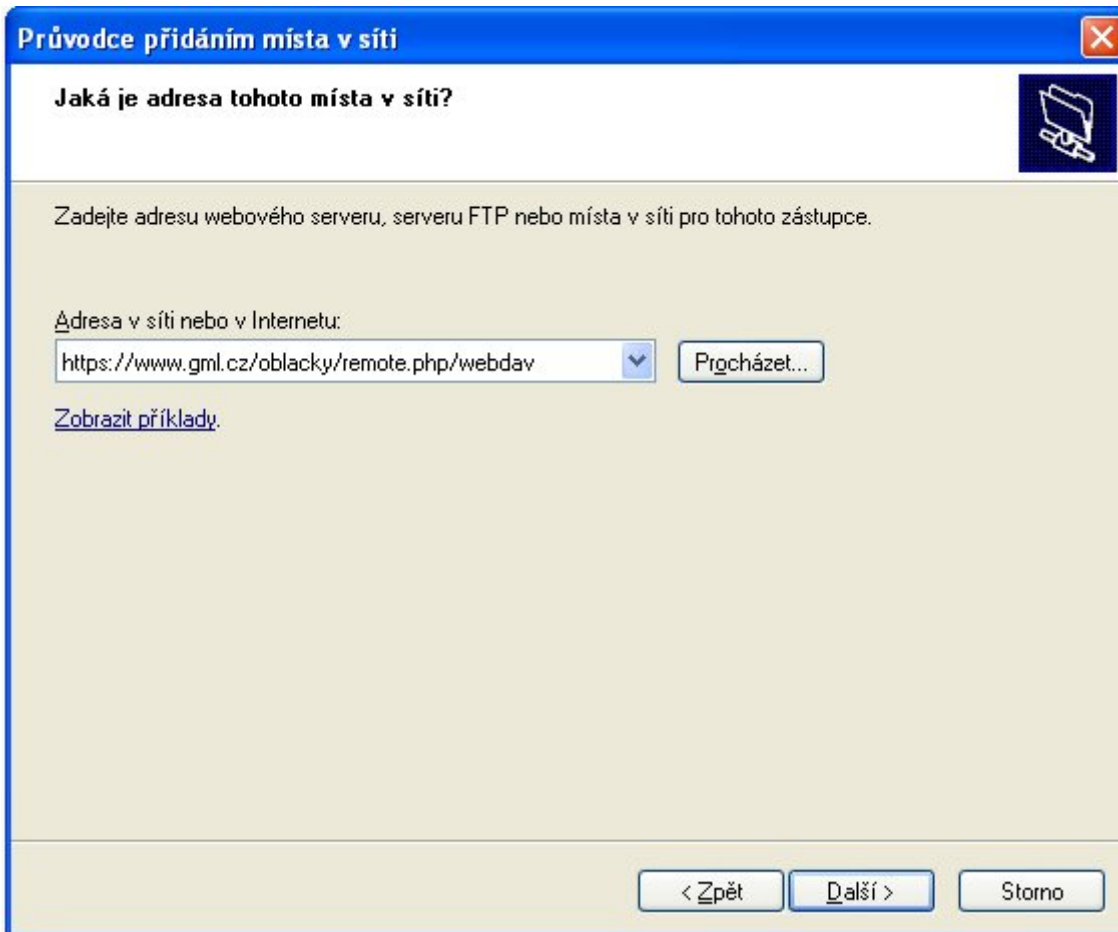 Průvodce přidáním místa v síti
Jaká je adresa tohoto místa v síti?
Zadejte adresu webového serveru, serveru FTP nebo místa v síti pro tohoto zástupce.
Adresa v síti nebo v Internetu:
https://www.gml.cz/oblacky/remote.php/webdav
Procházet...
Zobrazit příklady.
< Zpět
Další >
Storno